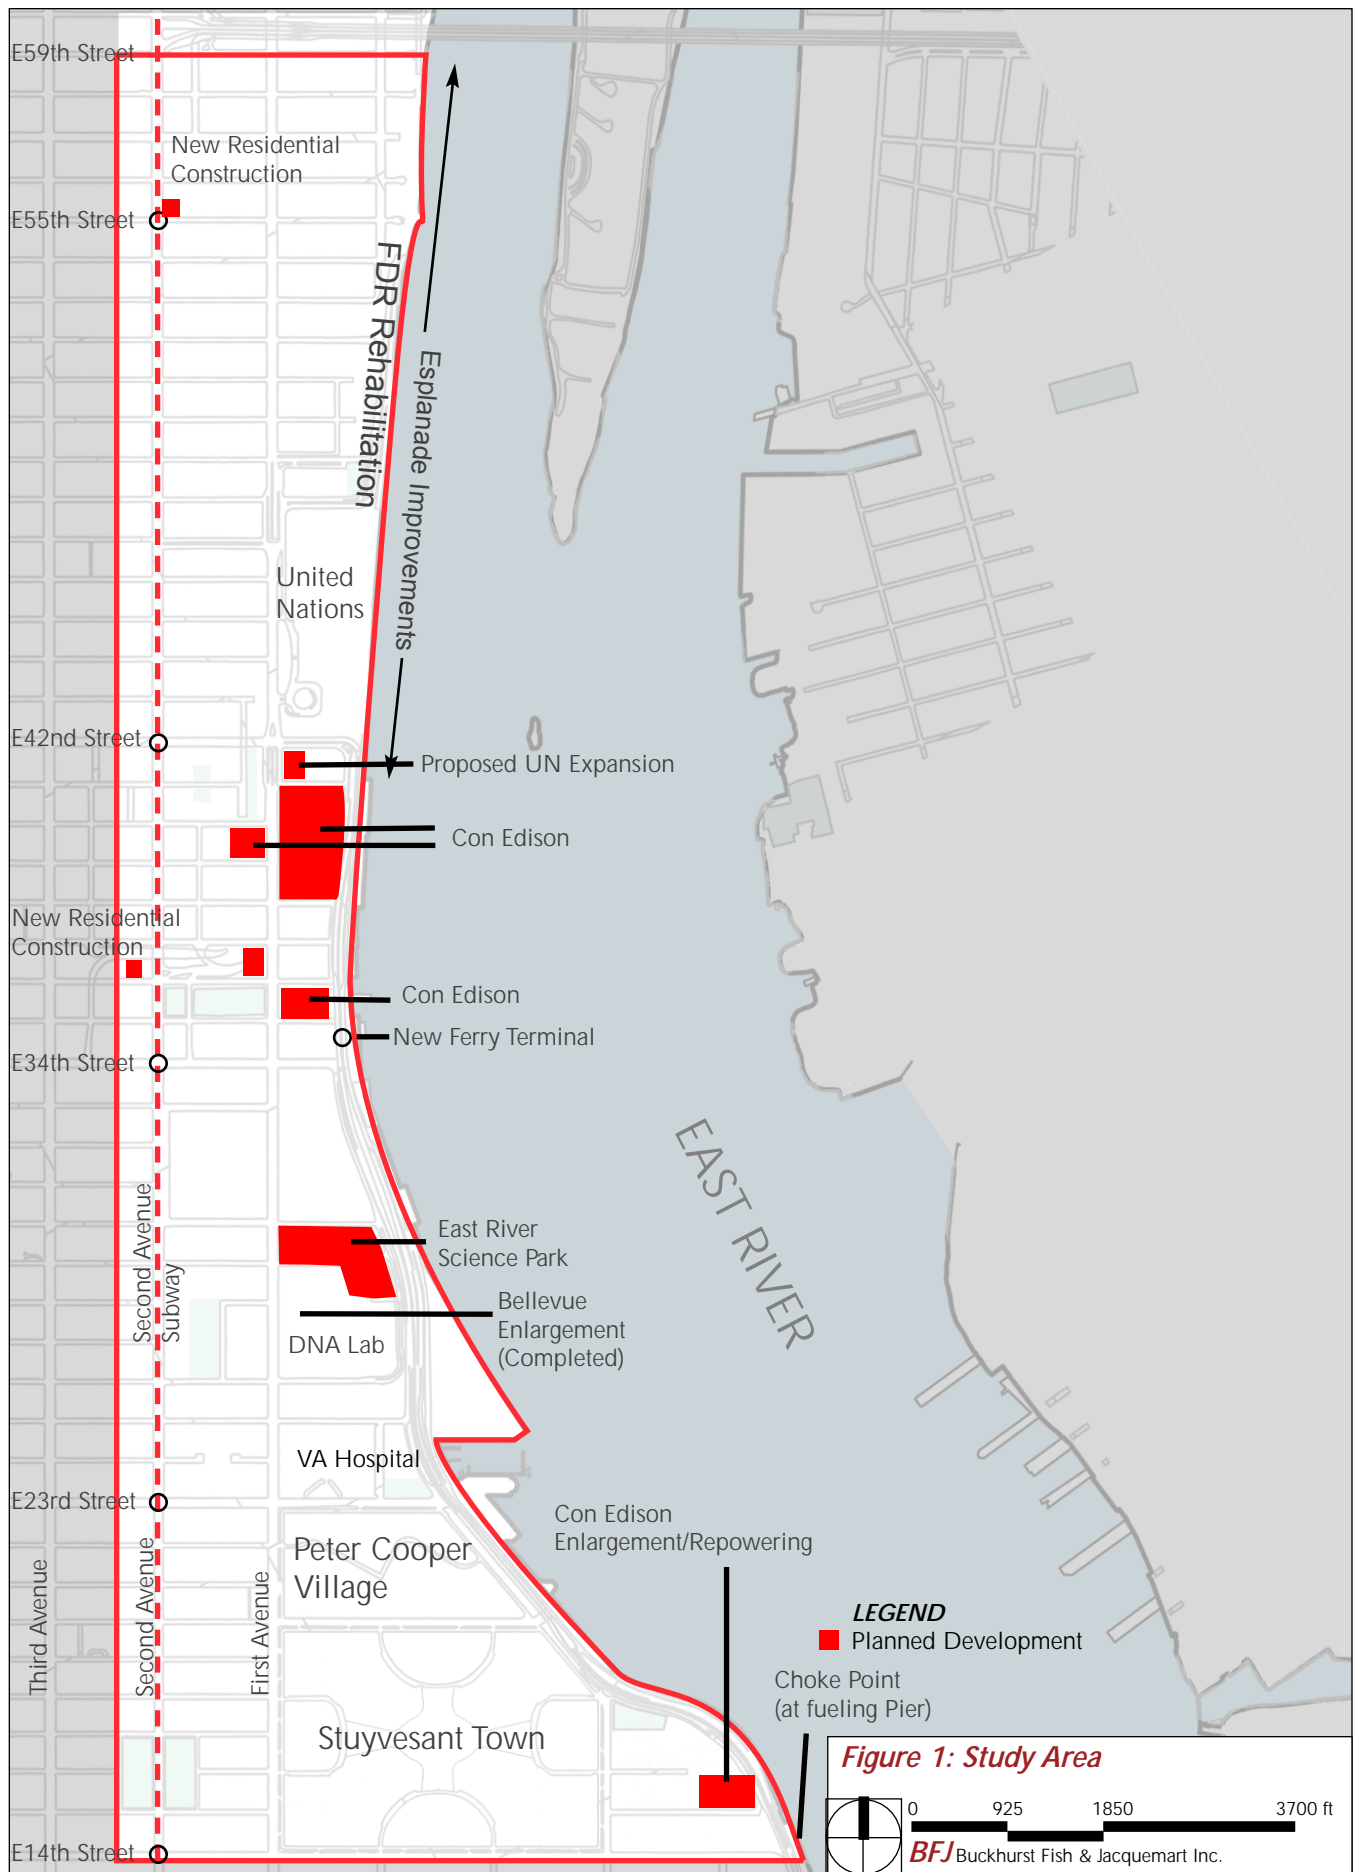 E59th Street
New Residential
Construction
E55th Street
FDR Rehabilitation
Esplanade Improvements
United
Nations
E42nd Street
Proposed UN Expansion
Con Edison
New Residential
Construction
Con Edison
New Ferry Terminal
E34th Street
EAST RIVER
Second Avenue
Subway
East River
Science Park
Bellevue
Enlargement
(Completed)
DNA Lab
VA Hospital
E23rd Street
Con Edison
Enlargement/Repowering
Peter Cooper
Village
Third Avenue
Second Avenue
First Avenue
LEGEND
Planned Development
Choke Point
(at fueling Pier)
Stuyvesant Town
Figure 1: Study Area
0 925 1850 3700 ft
BFJ Buckhurst Fish & Jacquemart Inc.
E14th Street